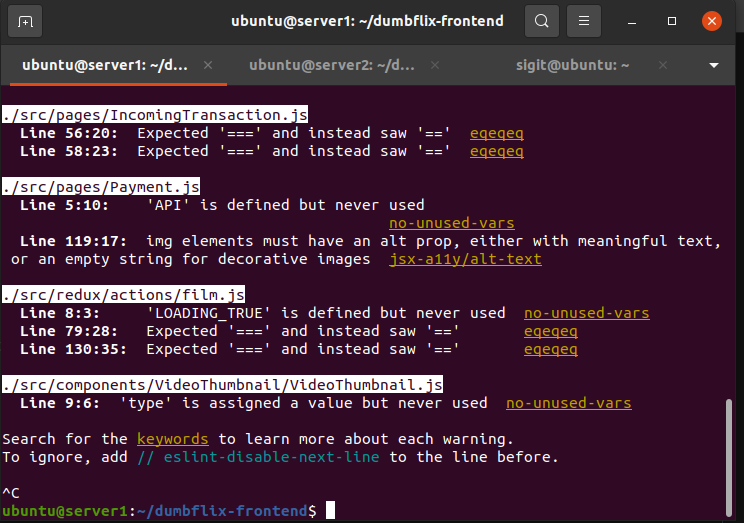 ubuntu@server1: ~/dumbflix-frontend
ubuntu@server1: ~/d... × ubuntu@server2: ~/d... × sigit@ubuntu: ~ ×
./src/pages/IncomingTransaction.js
Line 56:20: Expected '===' and instead saw '==' eqeqeq
Line 58:23: Expected '===' and instead saw '==' eqeqeq
./src/pages/Payment.js
Line 5:10: 'API' is defined but never used
no-unused-vars
Line 119:17: img elements must have an alt prop, either with meaningful text,
or an empty string for decorative images jsx-a11y/alt-text
./src/redux/actions/film.js
Line 8:3: 'LOADING_TRUE' is defined but never used no-unused-vars
Line 79:28: Expected '===' and instead saw '==' eqeqeq
Line 130:35: Expected '===' and instead saw '==' eqeqeq
./src/components/VideoThumbnail/VideoThumbnail.js
Line 9:6: 'type' is assigned a value but never used no-unused-vars
Search for the keywords to learn more about each warning.
To ignore, add // eslint-disable-next-line to the line before.
^C
ubuntu@server1:~/dumbflix-frontend$